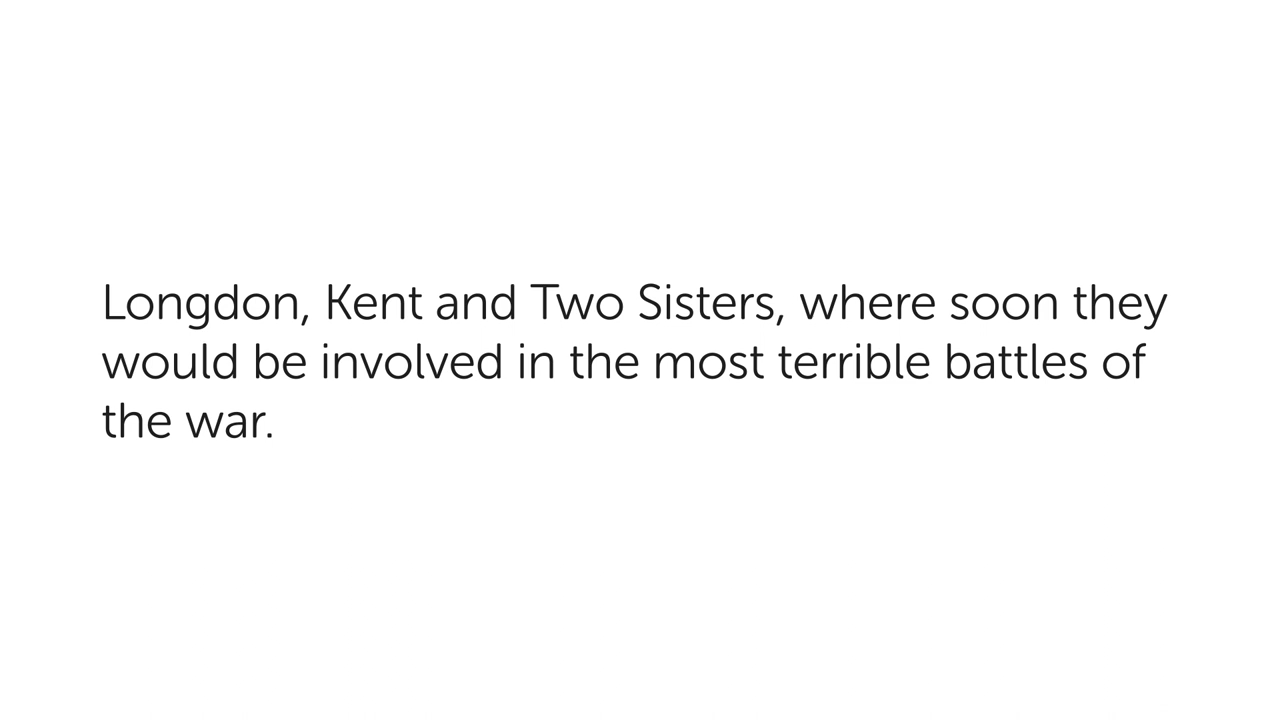 Longdon, Kent and Two Sisters, where soon they
would be involved in the most terrible battles of
the war.